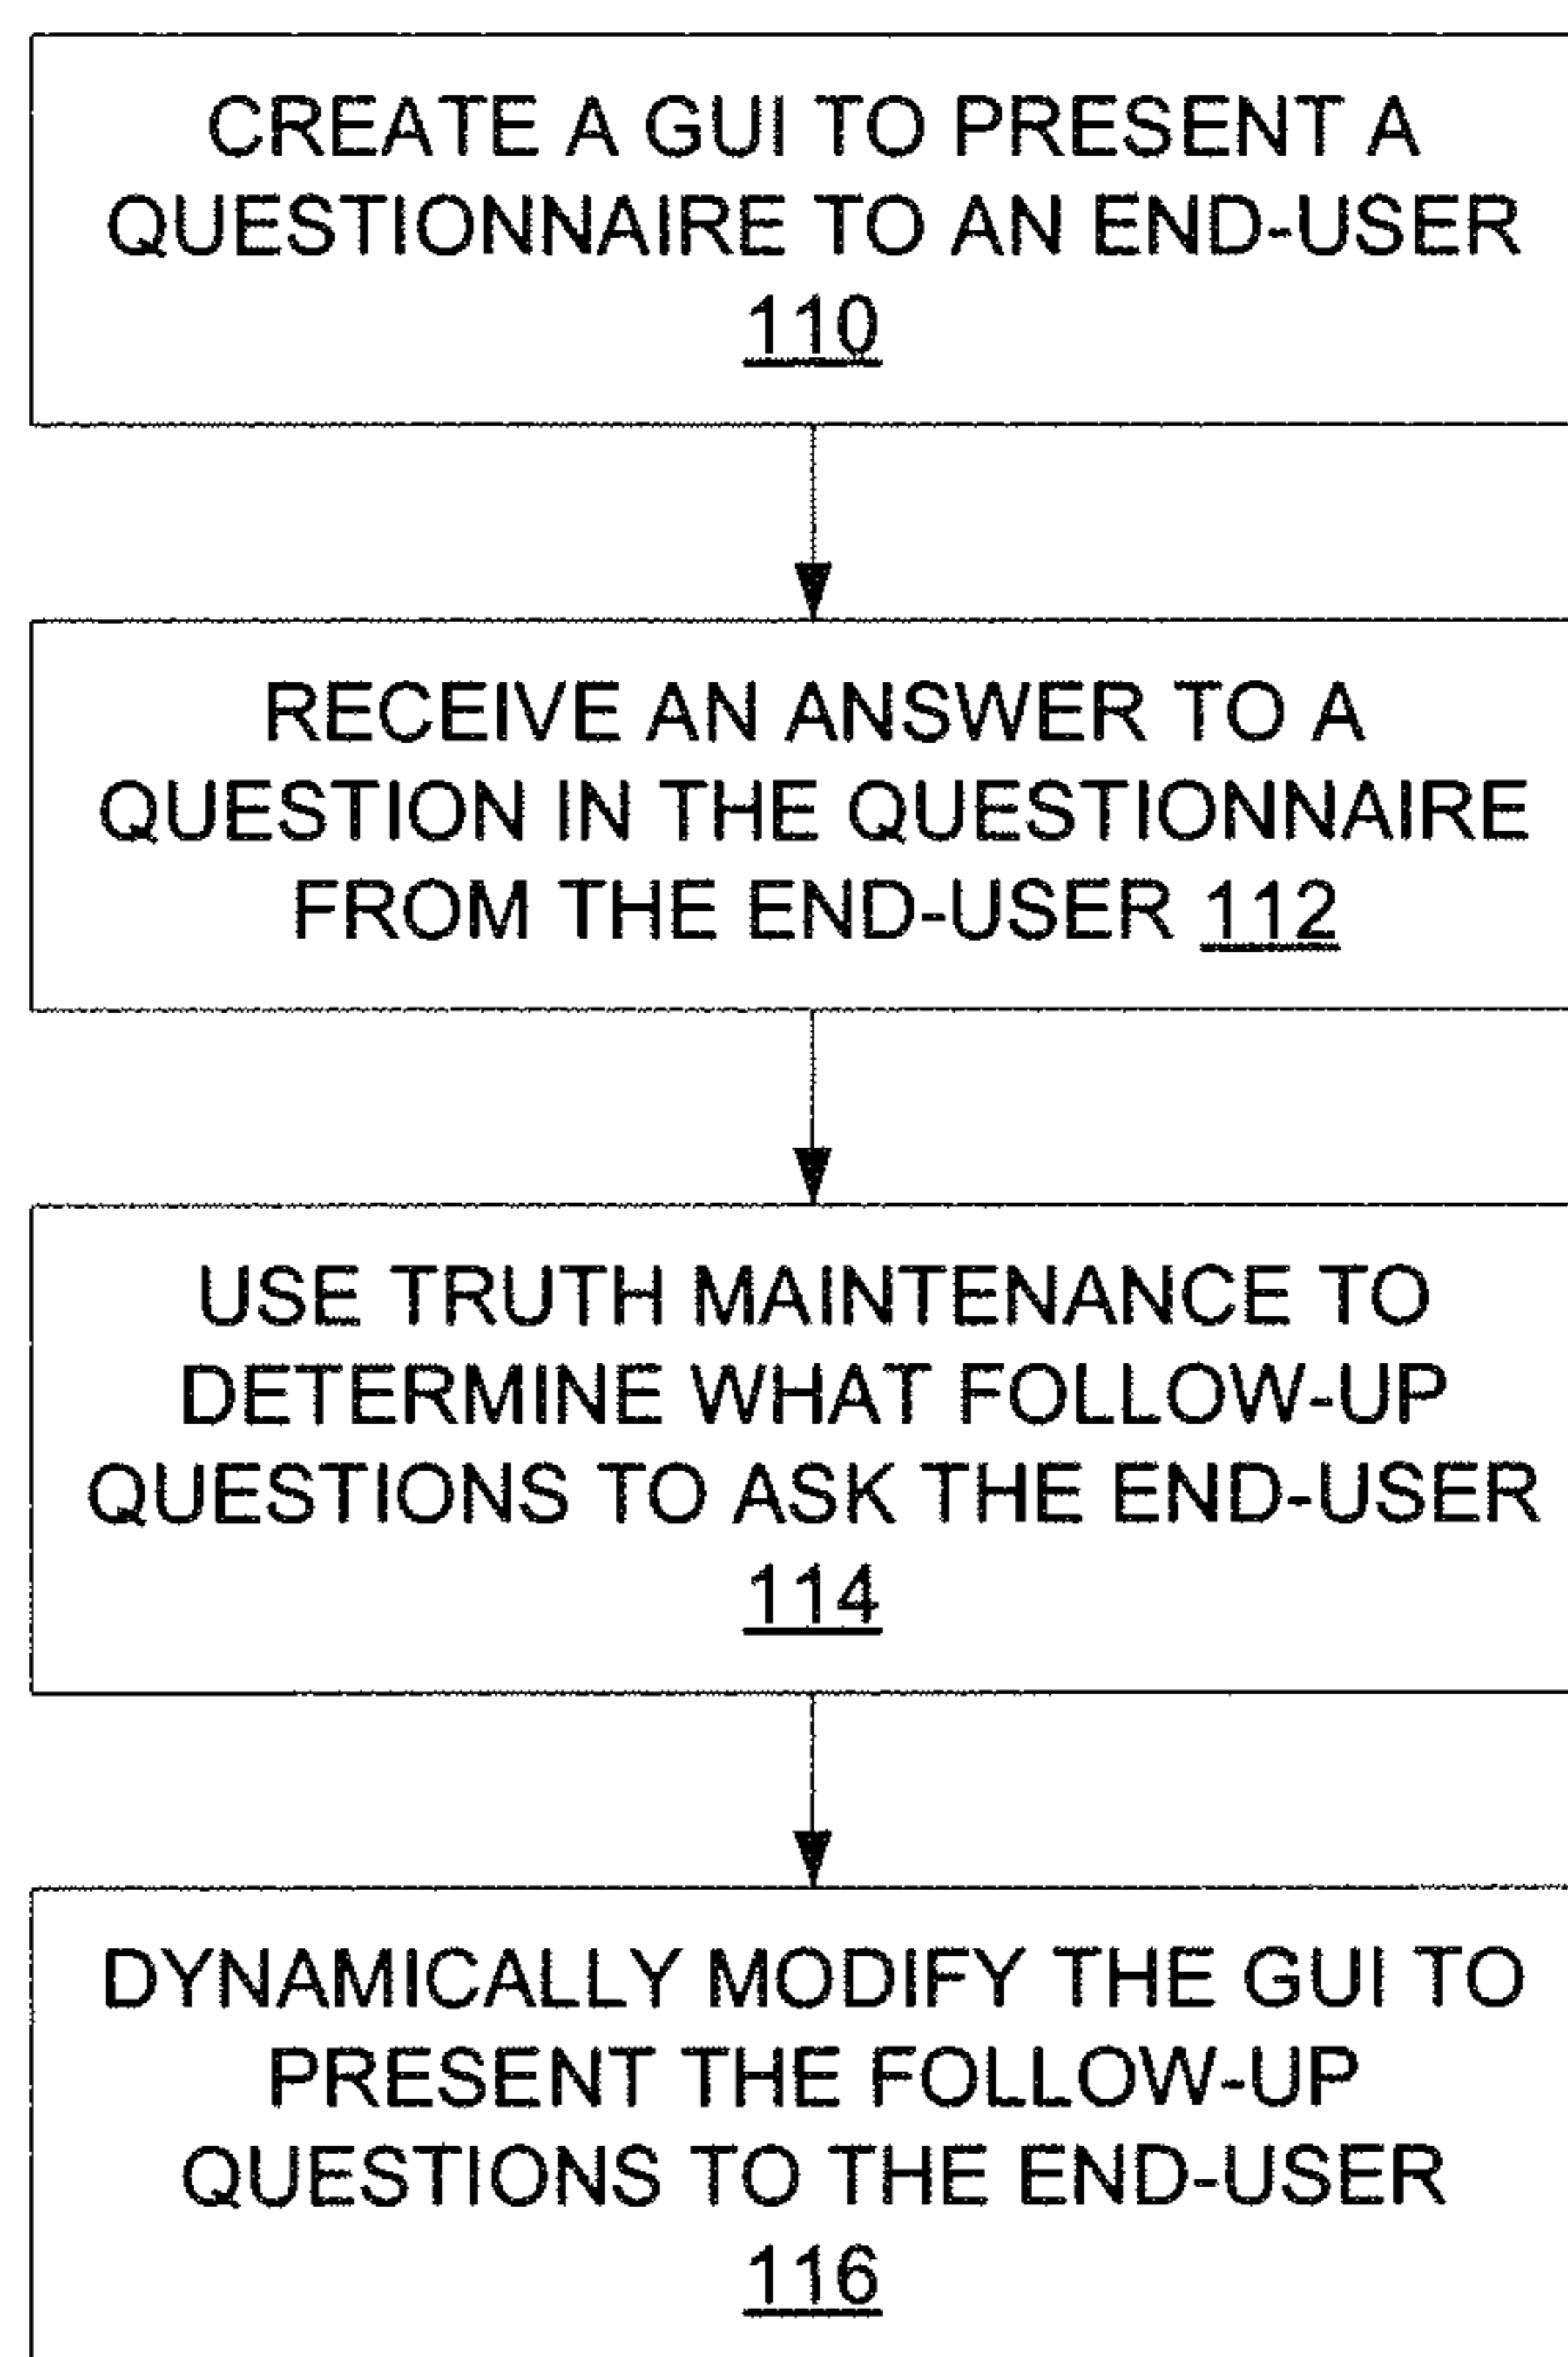 CREATE A GUI TO PRESENT A
QUESTIONNAIRE TO AN END-USER
110
RECEIVE AN ANSWER TO A
QUESTION IN THE QUESTIONNAIRE
FROM THE END-USER 112
USE TRUTH MAINTENANCE TO
DETERMINE WHAT FOLLOW-UP
QUESTIONS TO ASK THE END-USER
114
DYNAMICALLY MODIFY THE GUI TO
PRESENT THE FOLLOW-UP
QUESTIONS TO THE END-USER
116